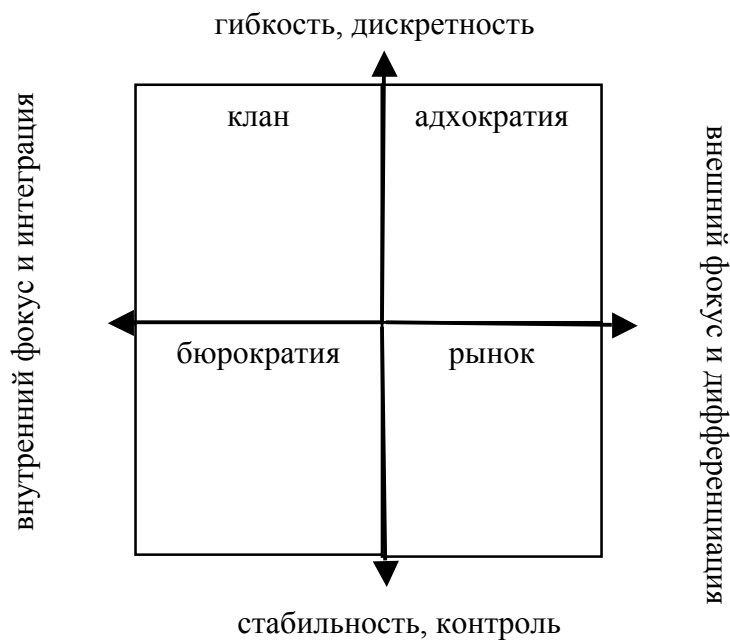 гибкость, дискретность
клан
адхократия
внутренний фокус и интеграция
внешний фокус и дифференциация
бюрократия
рынок
стабильность, контроль